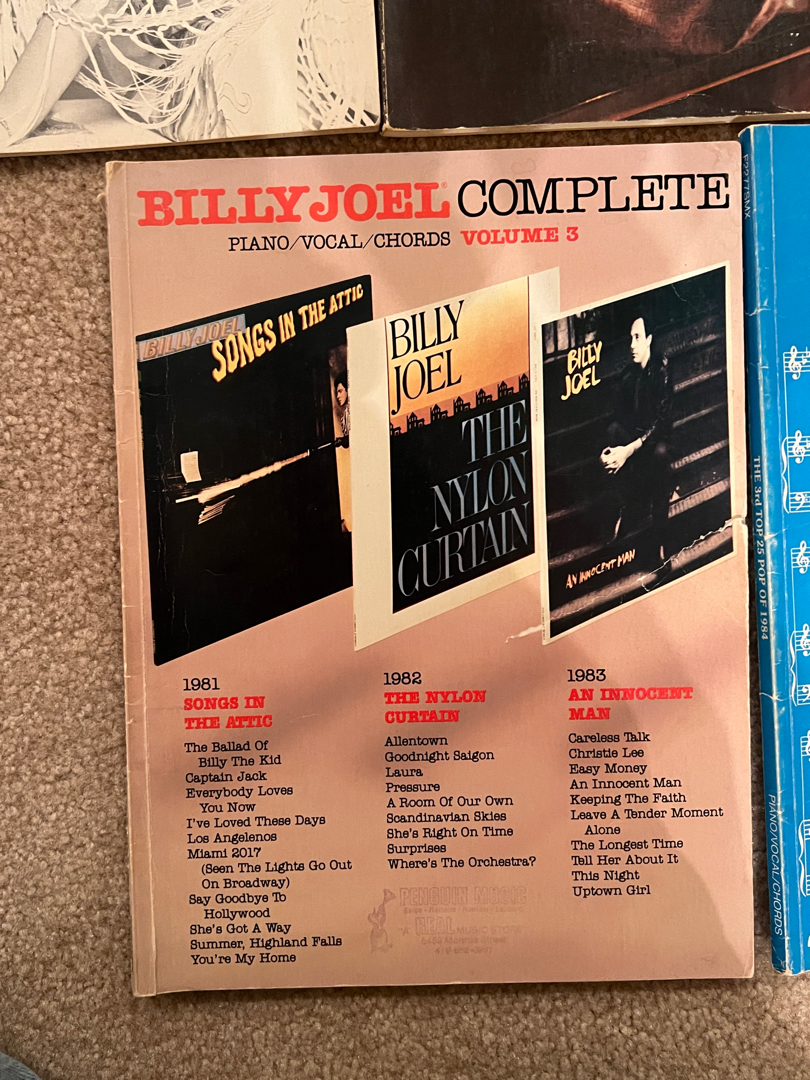 BILLY JOEL COMPLETE
PIANO/VOCAL/CHORDS VOLUME 3
BILLY JOEL
SONGS IN THE ATTIC
BILLY
JOEL
THE
NYLON
CURTAIN
BILLY
JOEL
AN INNOCENT MAN
1981
SONGS IN
THE ATTIC
The Ballad Of
Billy The Kid
Captain Jack
Everybody Loves
You Now
I've Loved These Days
Los Angelenos
Miami 2017
(Seen The Lights Go Out
On Broadway)
Say Goodbye To
Hollywood
She's Got A Way
Summer, Highland Falls
You're My Home
1982
THE NYLON
CURTAIN
Allentown
Goodnight Saigon
Laura
Pressure
A Room Of Our Own
Scandinavian Skies
She's Right On Time
Surprises
Where's The Orchestra?
1983
AN INNOCENT
MAN
Careless Talk
Christie Lee
Easy Money
An Innocent Man
Keeping The Faith
Leave A Tender Moment
Alone
The Longest Time
Tell Her About It
This Night
Uptown Girl
PENGUIN MUSIC
REAL MUSIC
F2277SMX
THE 3rd TOP 25 POP OF 1984
PIANO/VOCAL/CHORDS